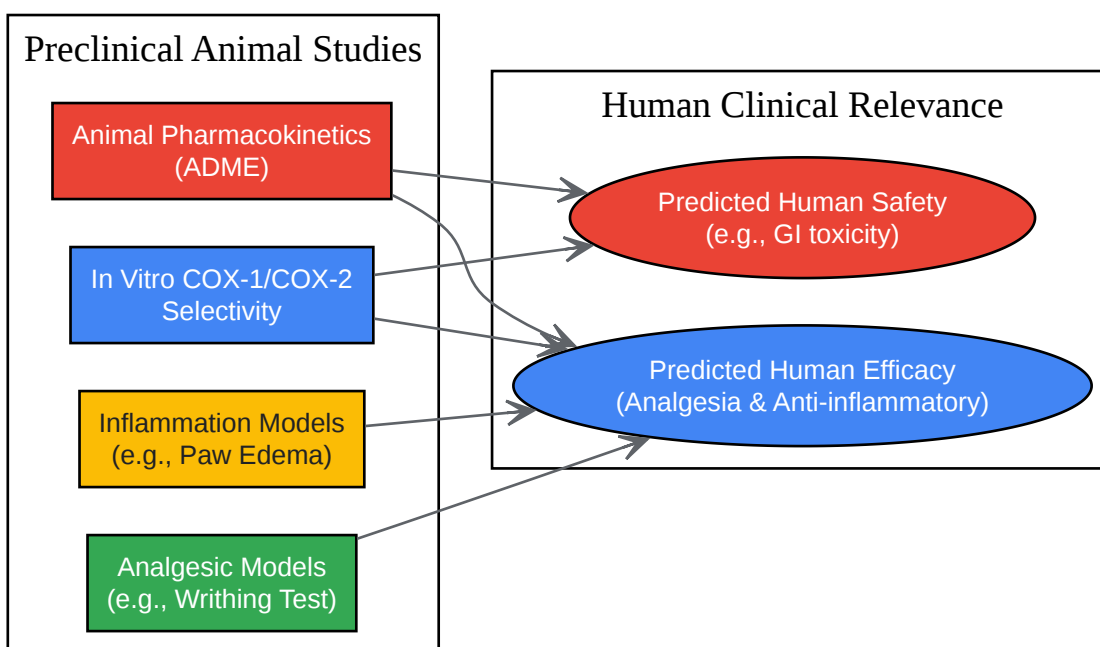 Preclinical Animal Studies
Animal Pharmacokinetics
(ADME)
In Vitro COX-1/COX-2
Selectivity
Inflammation Models
(e.g., Paw Edema)
Analgesic Models
(e.g., Writhing Test)
Human Clinical Relevance
Predicted Human Safety
(e.g., GI toxicity)
Predicted Human Efficacy
(Analgesia & Anti-inflammatory)